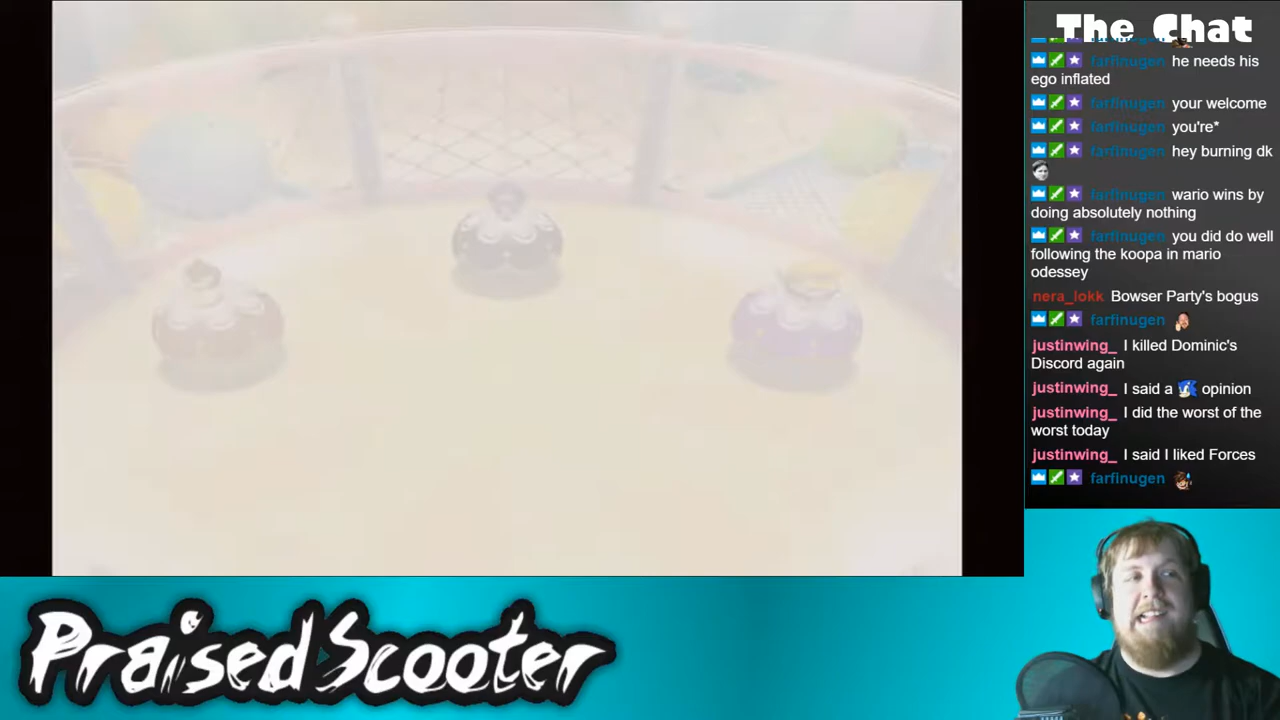 The Chat
farfinugen he needs his
ego inflated
farfinugen your welcome
farfinugen you're*
farfinugen hey burning dk
farfinugen wario wins by
doing absolutely nothing
farfinugen you did do well
following the koopa in mario
odessey
nera_lokk Bowser Party's bogus
farfinugen
justinwing_ I killed Dominic's
Discord again
justinwing_ I said a opinion
justinwing_ I did the worst of the
worst today
justinwing_ I said I liked Forces
farfinugen
PraisedScooter